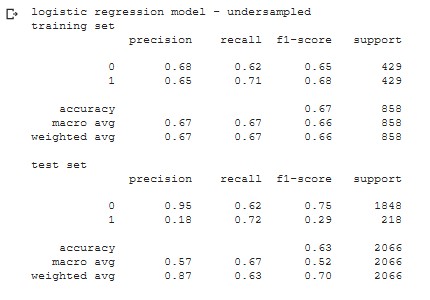 logistic regression model - undersampled
training set
precision recall f1-score support
0 0.68 0.62 0.65 429
1 0.65 0.71 0.68 429
accuracy 0.67 858
macro avg 0.67 0.67 0.66 858
weighted avg 0.67 0.67 0.66 858
test set
precision recall f1-score support
0 0.95 0.62 0.75 1848
1 0.18 0.72 0.29 218
accuracy 0.63 2066
macro avg 0.57 0.67 0.52 2066
weighted avg 0.87 0.63 0.70 2066